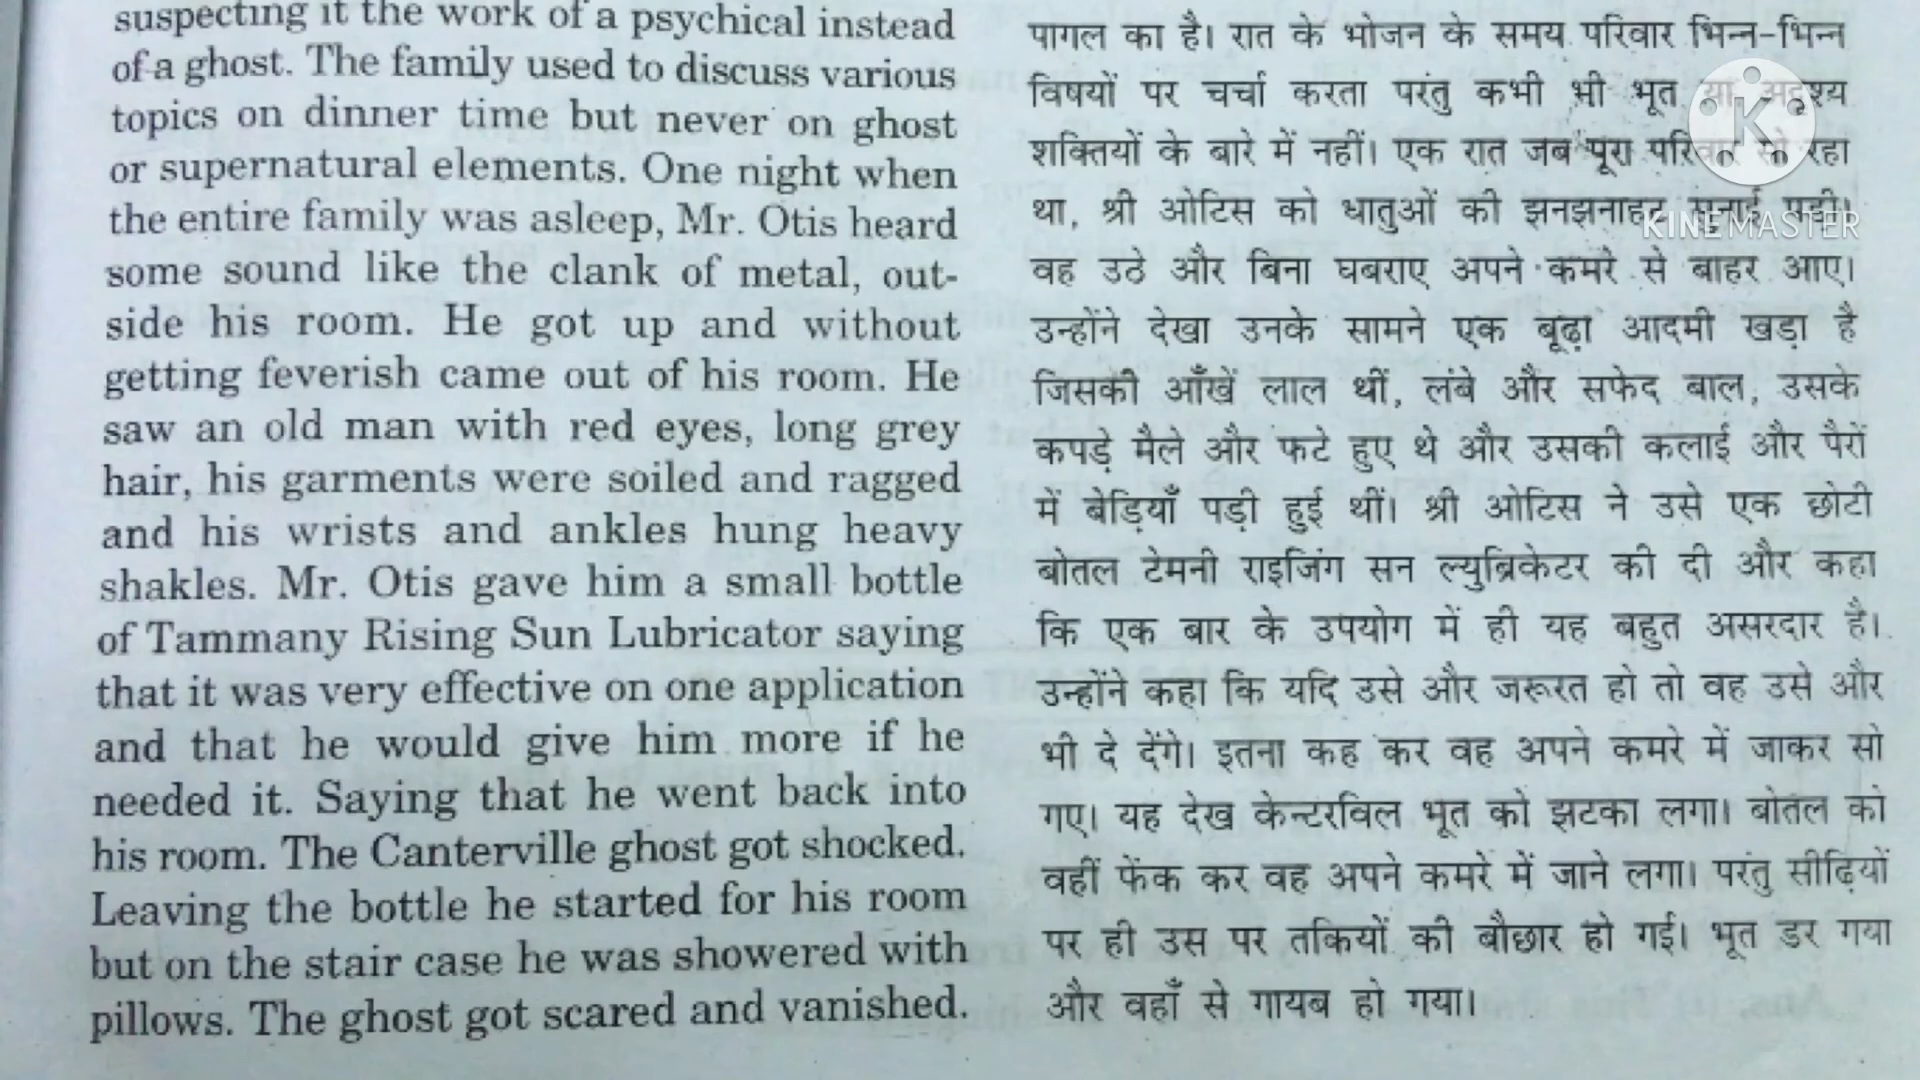 suspecting it the work of a psychical instead
of a ghost. The family used to discuss various
topics on dinner time but never on ghost
or supernatural elements. One night when
the entire family was asleep, Mr. Otis heard
some sound like the clank of metal, out-
side his room. He got up and without
getting feverish came out of his room. He
saw an old man with red eyes, long grey
hair, his garments were soiled and ragged
and his wrists and ankles hung heavy
shakles. Mr. Otis gave him a small bottle
of Tammany Rising Sun Lubricator saying
that it was very effective on one application
and that he would give him more if he
needed it. Saying that he went back into
his room. The Canterville ghost got shocked.
Leaving the bottle he started for his room
but on the stair case he was showered with
pillows. The ghost got scared and vanished.
पागल का है। रात के भोजन के समय परिवार भिन्न-भिन्न
विषयों पर चर्चा करता परंतु कभी भी भूत या अदृश्य
शक्तियों के बारे में नहीं। एक रात जब पूरा परिवार सो रहा
था, श्री ओटिस को धातुओं की झनझनाहट सुनाई पड़ी।
वह उठे और बिना घबराए अपने कमरे से बाहर आए।
उन्होंने देखा उनके सामने एक बूढ़ा आदमी खड़ा है
जिसकी आँखें लाल थीं, लंबे और सफेद बाल, उसके
कपड़े मैले और फटे हुए थे और उसकी कलाई और पैरों
में बेड़ियाँ पड़ी हुई थीं। श्री ओटिस ने उसे एक छोटी
बोतल टेमनी राइजिंग सन ल्युब्रिकेटर की दी और कहा
कि एक बार के उपयोग में ही यह बहुत असरदार है।
उन्होंने कहा कि यदि उसे और जरूरत हो तो वह उसे और
भी दे देंगे। इतना कह कर वह अपने कमरे में जाकर सो
गए। यह देख केन्टरविल भूत को झटका लगा। बोतल को
वहीं फेंक कर वह अपने कमरे में जाने लगा। परंतु सीढ़ियों
पर ही उस पर तकियों की बौछार हो गई। भूत डर गया
और वहाँ से गायब हो गया।
K
KINEMASTER